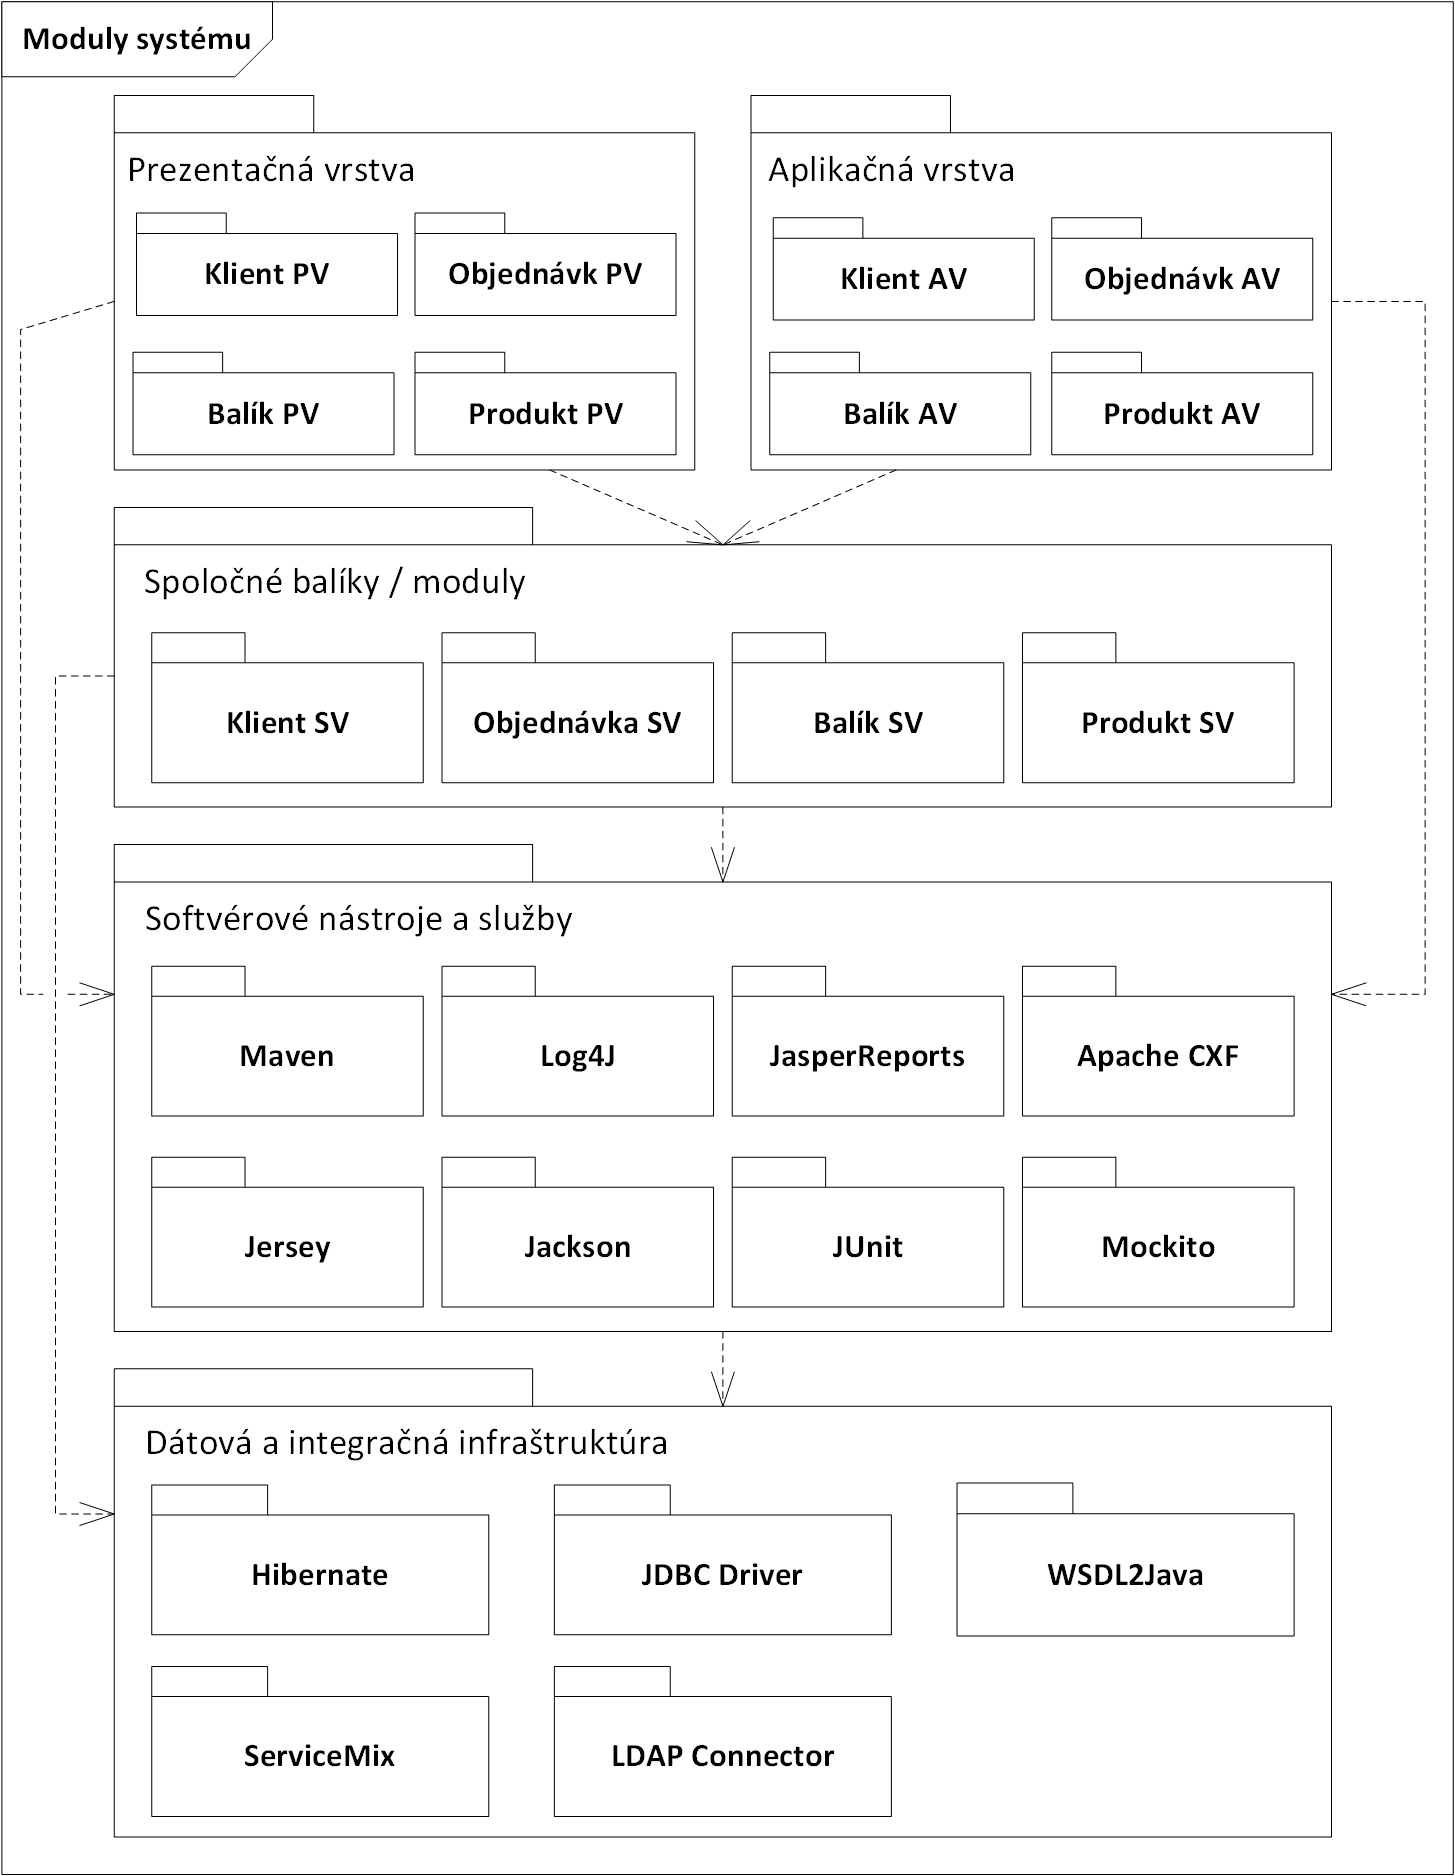 Moduly systému
Prezentačná vrstva
Klient PV
Objednávk PV
Balík PV
Produkt PV
Aplikačná vrstva
Klient AV
Objednávk AV
Balík AV
Produkt AV
Spoločné balíky / moduly
Klient SV
Objednávka SV
Balík SV
Produkt SV
Softvérové nástroje a služby
Maven
Log4J
JasperReports
Apache CXF
Jersey
Jackson
JUnit
Mockito
Dátová a integračná infraštruktúra
Hibernate
JDBC Driver
WSDL2Java
ServiceMix
LDAP Connector